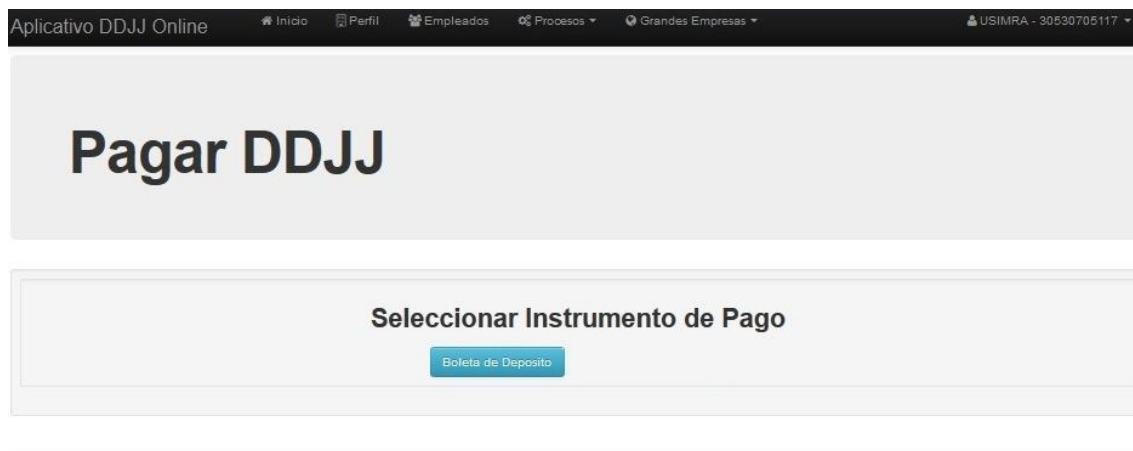 Aplicativo DDJJ Online Inicio Perfil Empleados Procesos Grandes Empresas USIMRA - 30530705117
Pagar DDJJ
Seleccionar Instrumento de Pago
Boleta de Deposito